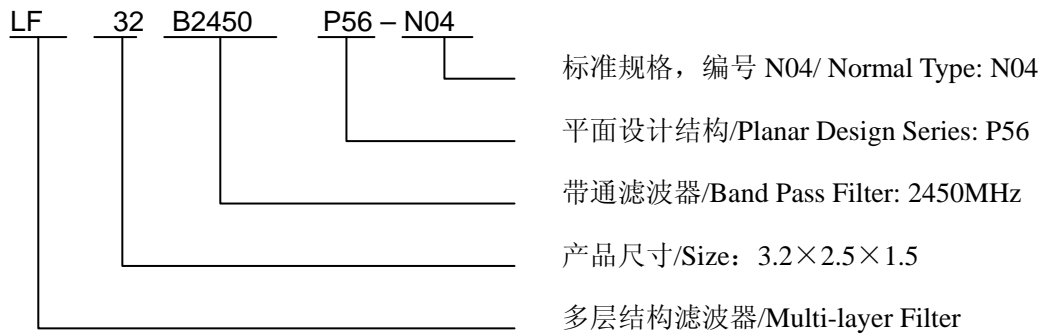 LF 32 B2450 P56 – N04
标准规格，编号 N04/ Normal Type: N04
平面设计结构/Planar Design Series: P56
带通滤波器/Band Pass Filter: 2450MHz
产品尺寸/Size：3.2×2.5×1.5
多层结构滤波器/Multi-layer Filter